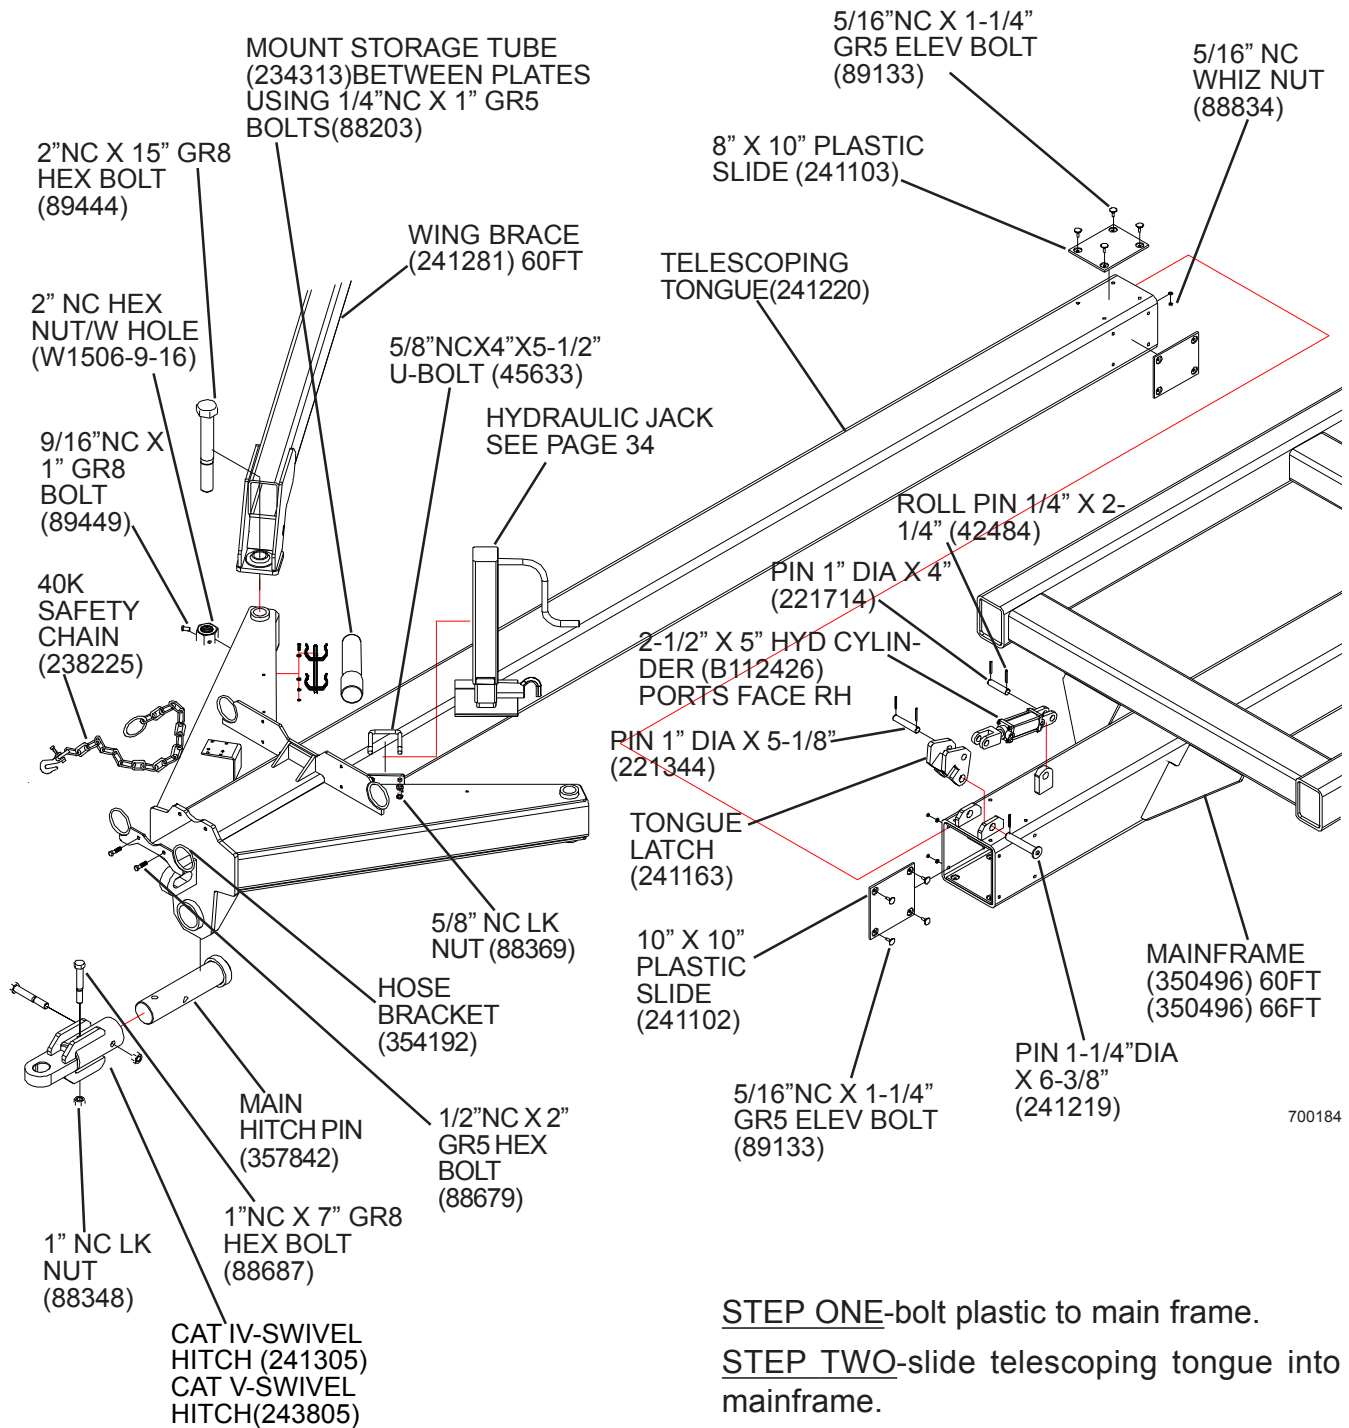 MOUNT STORAGE TUBE
(234313)BETWEEN PLATES
USING 1/4”NC X 1” GR5
BOLTS(88203)
5/16”NC X 1-1/4”
GR5 ELEV BOLT
(89133)
5/16” NC
WHIZ NUT
(88834)
2”NC X 15” GR8
HEX BOLT
(89444)
8” X 10” PLASTIC
SLIDE (241103)
WING BRACE
(241281) 60FT
TELESCOPING
TONGUE(241220)
2” NC HEX
NUT/W HOLE
(W1506-9-16)
5/8”NCX4”X5-1/2”
U-BOLT (45633)
HYDRAULIC JACK
SEE PAGE 34
9/16”NC X
1” GR8
BOLT
(89449)
ROLL PIN 1/4” X 2-
1/4” (42484)
PIN 1” DIA X 4”
(221714)
40K
SAFETY
CHAIN
(238225)
2-1/2” X 5” HYD CYLIN-
DER (B112426)
PORTS FACE RH
PIN 1” DIA X 5-1/8”
(221344)
TONGUE
LATCH
(241163)
5/8” NC LK
NUT (88369)
10” X 10”
PLASTIC
SLIDE
(241102)
MAINFRAME
(350496) 60FT
(350496) 66FT
HOSE
BRACKET
(354192)
PIN 1-1/4”DIA
X 6-3/8”
(241219)
5/16”NC X 1-1/4”
GR5 ELEV BOLT
(89133)
MAIN
HITCH PIN
(357842)
1/2”NC X 2”
GR5 HEX
BOLT
(88679)
700184
1”NC X 7” GR8
HEX BOLT
(88687)
1” NC LK
NUT
(88348)
CAT IV-SWIVEL
HITCH (241305)
CAT V-SWIVEL
HITCH(243805)
STEP ONE-bolt plastic to main frame.
STEP TWO-slide telescoping tongue into
mainframe.